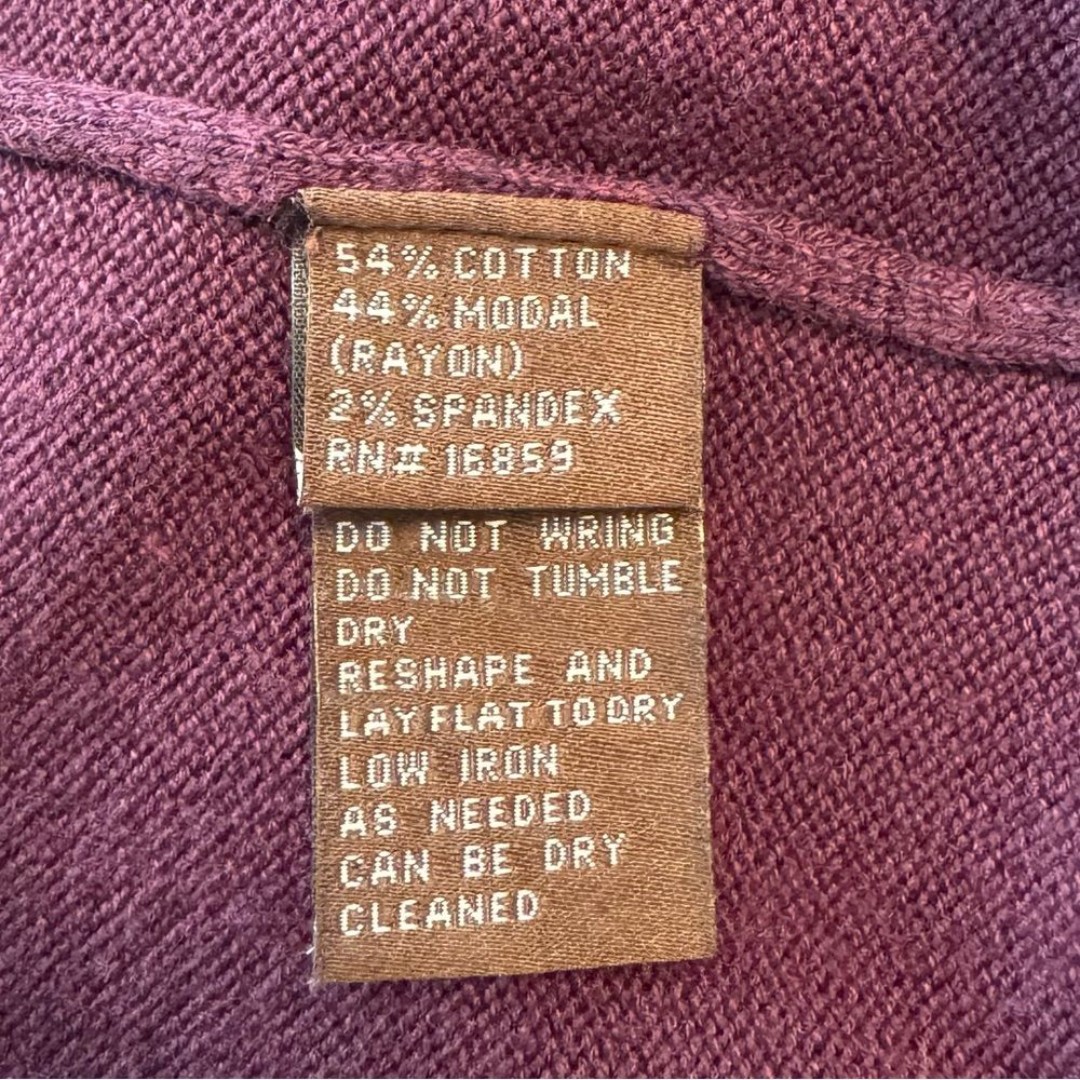 54% COTTON
44% MODAL
(RAYON)
2% SPANDEX
RN# 16859
DO NOT WRING
DO NOT TUMBLE
DRY
RESHAPE AND
LAY FLAT TO DRY
LOW IRON
AS NEEDED
CAN BE DRY
CLEANED